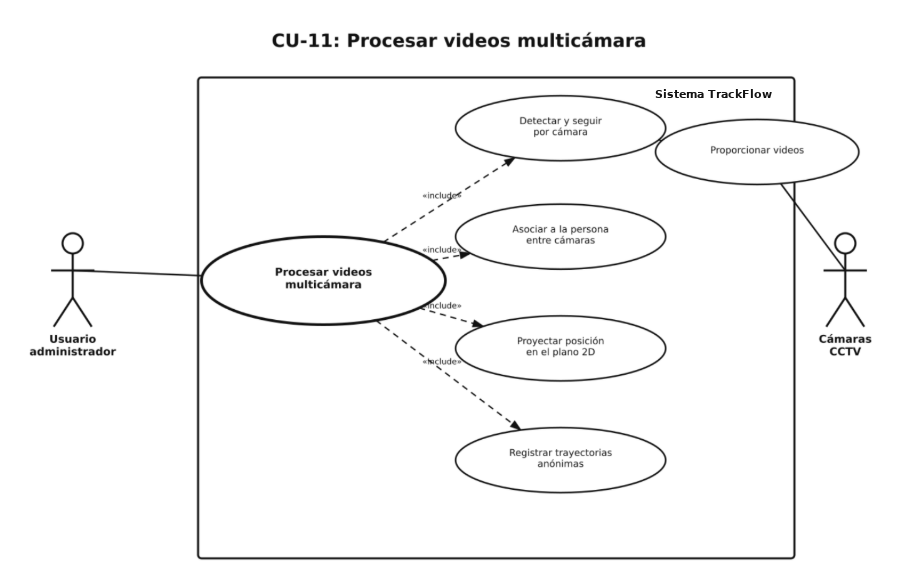 CU-11: Procesar videos multicámara
Sistema TrackFlow
Detectar y seguir
por cámara
Proporcionar videos
«include»
Asociar a la persona
entre cámaras
«include»
Procesar videos
multicámara
«include»
Proyectar posición
en el plano 2D
Usuario
administrador
Cámaras
CCTV
«include»
Registrar trayectorias
anónimas